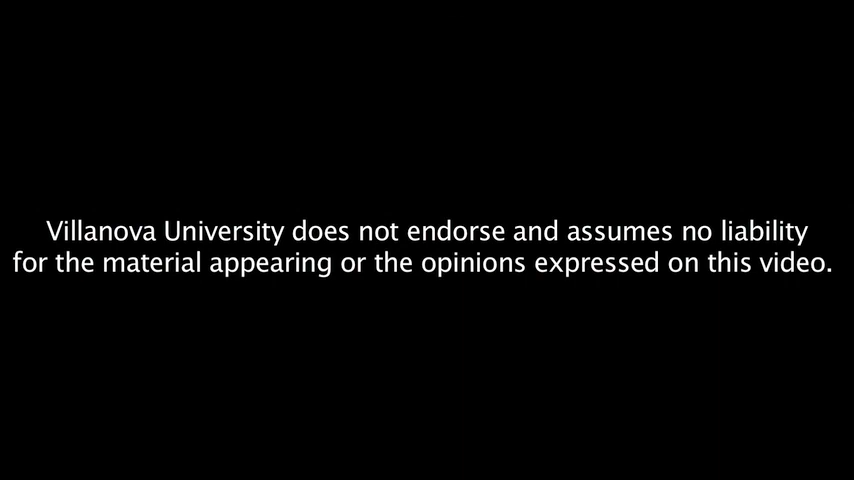 Villanova University does not endorse and assumes no liability
for the material appearing or the opinions expressed on this video.